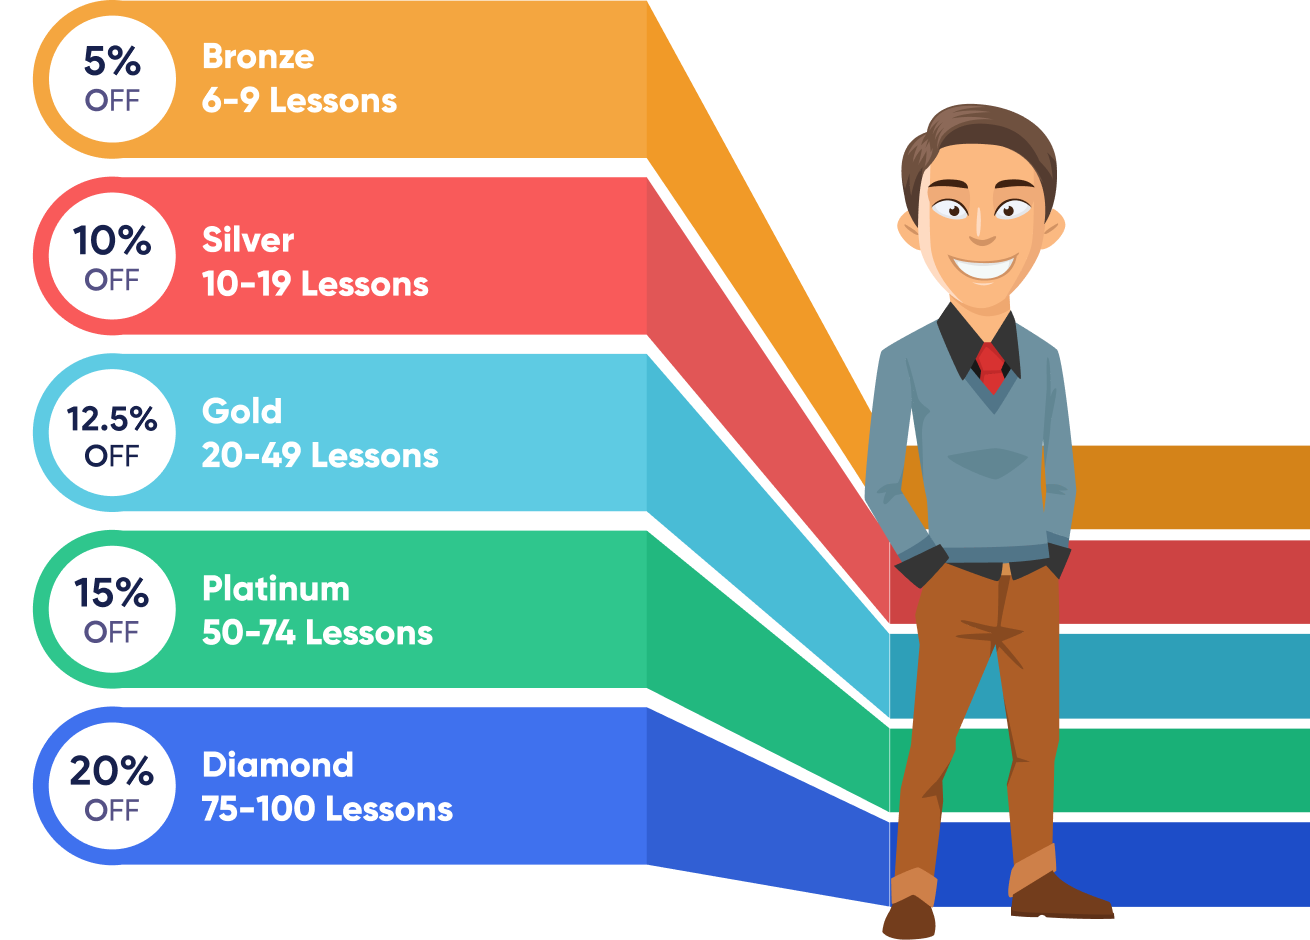 5%
OFF
Bronze
6-9 Lessons
10%
OFF
Silver
10-19 Lessons
12.5%
OFF
Gold
20-49 Lessons
15%
OFF
Platinum
50-74 Lessons
20%
OFF
Diamond
75-100 Lessons